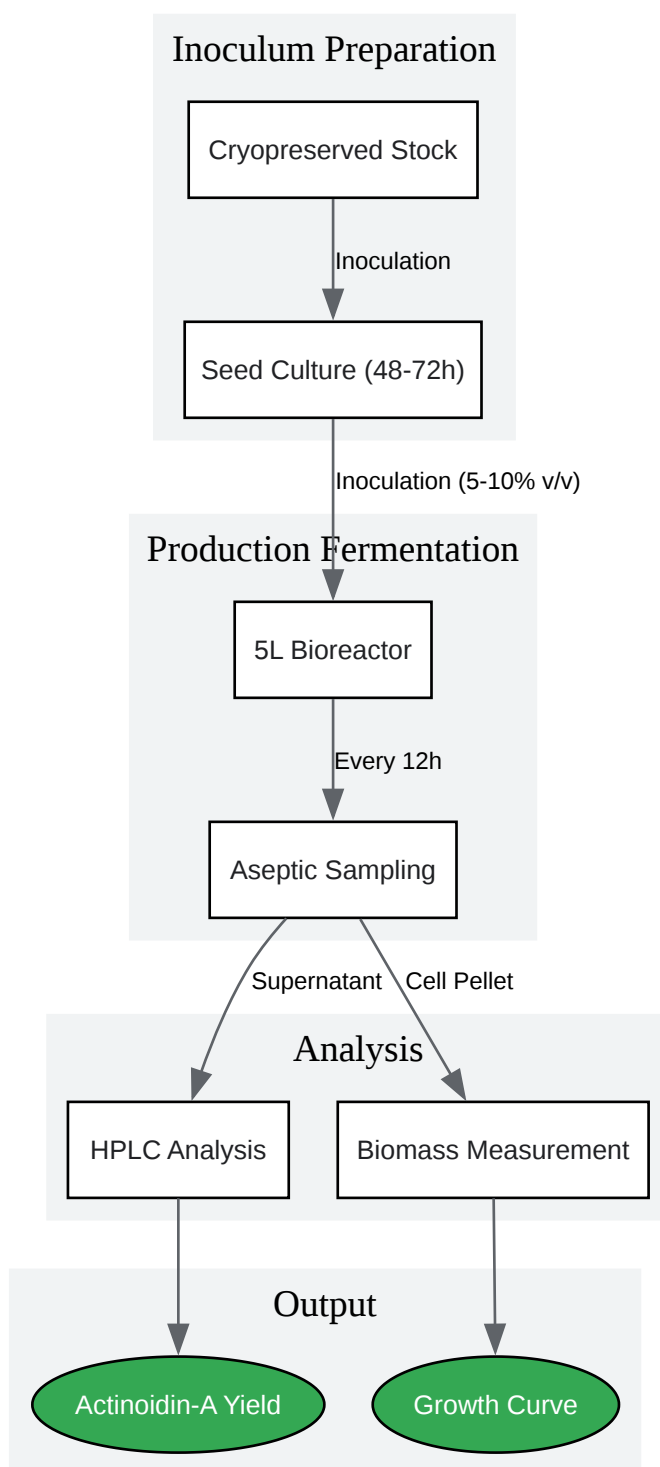 Inoculum Preparation
Cryopreserved Stock
Inoculation
Seed Culture (48-72h)
Inoculation (5-10% v/v)
Production Fermentation
5L Bioreactor
Every 12h
Aseptic Sampling
Supernatant
Cell Pellet
Analysis
HPLC Analysis
Biomass Measurement
Output
Actinoidin-A Yield
Growth Curve